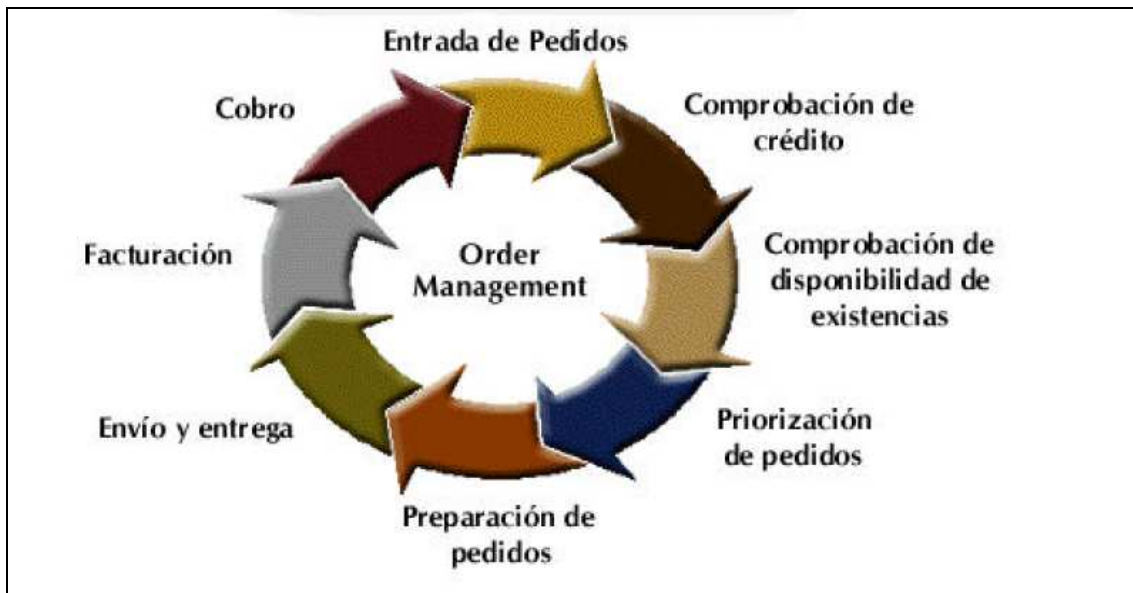 Entrada de Pedidos
Comprobación de
crédito
Comprobación de
disponibilidad de
existencias
Priorización
de pedidos
Preparación de
pedidos
Envío y entrega
Facturación
Cobro
Order
Management